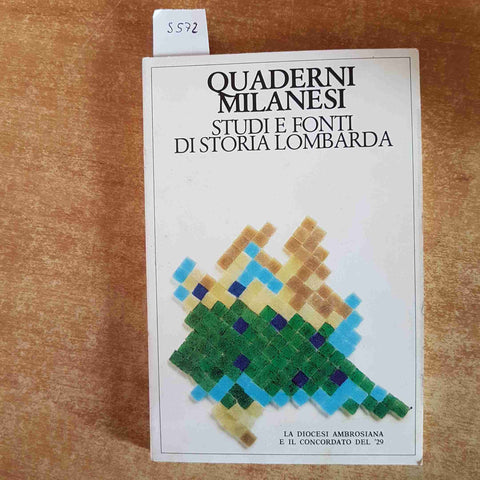 S572
QUADERNI
MILANESI
STUDI E FONTI
DI STORIA LOMBARDA
LA DIOCESI AMBROSIANA
E IL CONCORDATO DEL '29